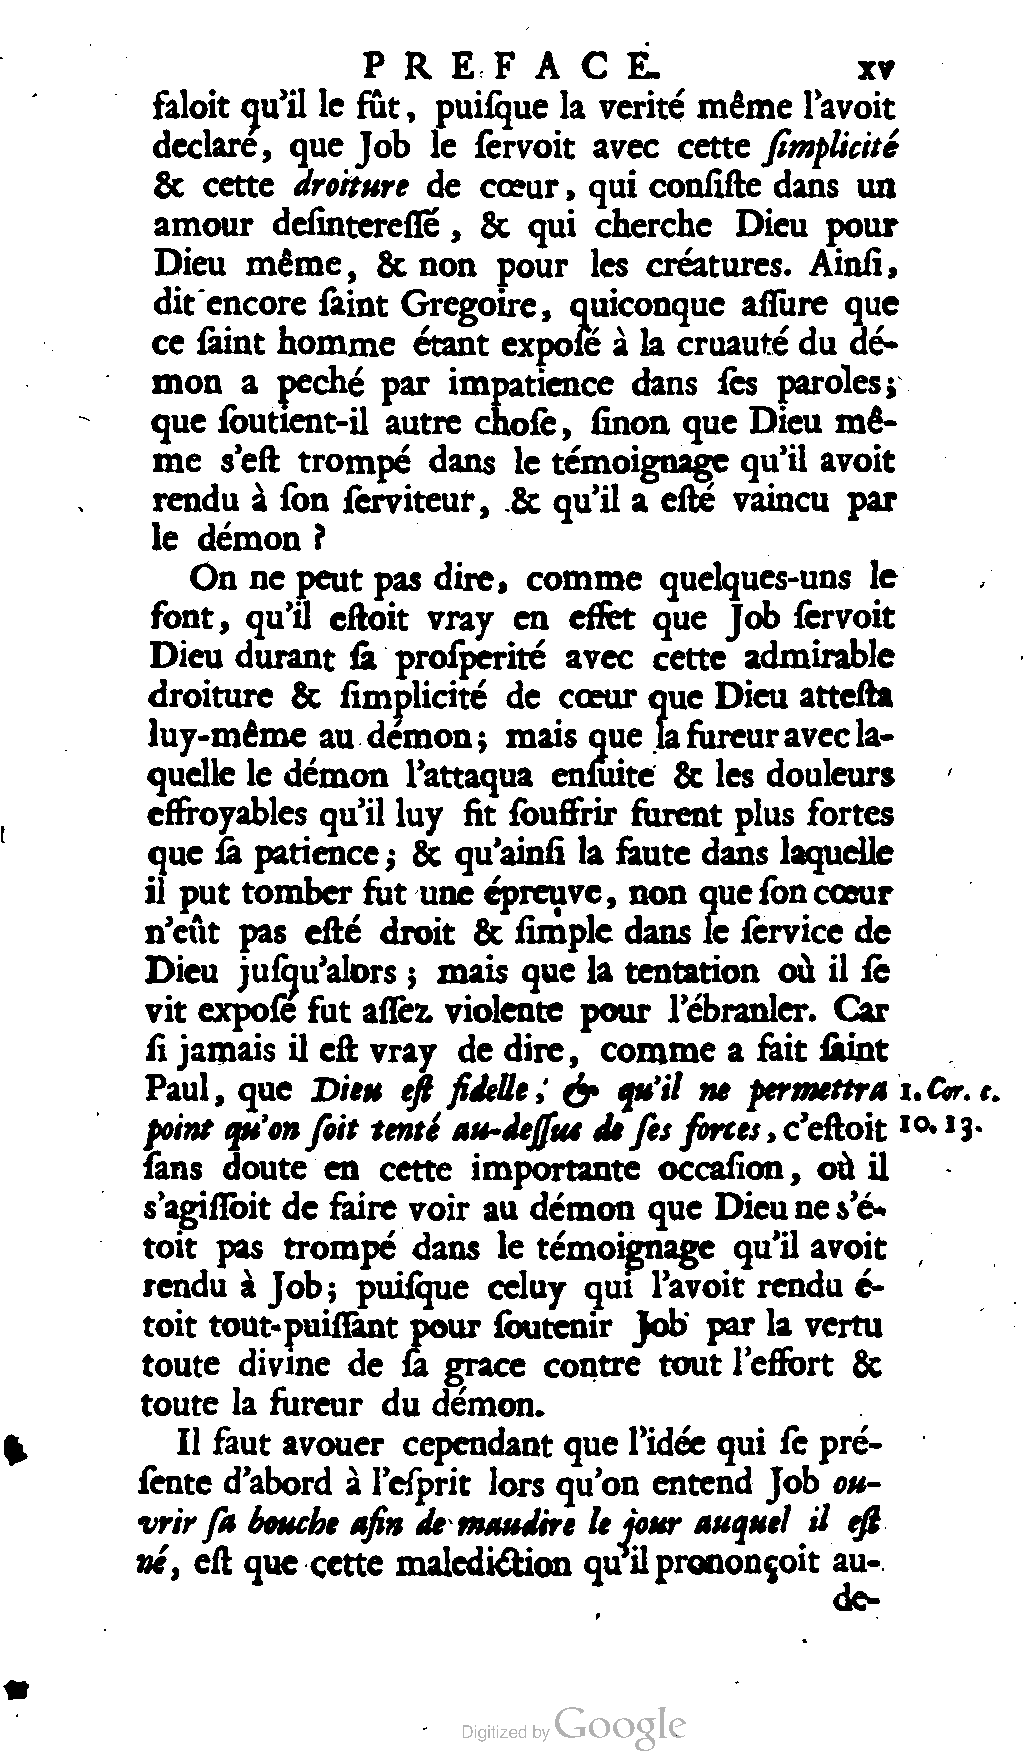 PREFACE. xv
faloit qu'il le fût, puiſque la verité même l'avoit
declaré, que Job le ſervoit avec cette ſimplicité
& cette droiture de cœur, qui conſiſte dans un
amour deſintereſſé, & qui cherche Dieu pour
Dieu même, & non pour les créatures. Ainſi,
dit encore ſaint Gregoire, quiconque aſſure que
ce ſaint homme étant expoſé à la cruauté du dé-
mon a peché par impatience dans ſes paroles;
que ſoutient-il autre choſe, ſinon que Dieu mê-
me s'eſt trompé dans le témoignage qu'il avoit
rendu à ſon ſerviteur, & qu'il a eſté vaincu par
le démon ?
On ne peut pas dire, comme quelques-uns le
font, qu'il eſtoit vray en effet que Job ſervoit
Dieu durant ſa proſperité avec cette admirable
droiture & ſimplicité de cœur que Dieu atteſta
luy-même au démon; mais que la fureur avec la-
quelle le démon l'attaqua enſuite & les douleurs
effroyables qu'il luy fit ſouffrir furent plus fortes
que ſa patience; & qu'ainſi la faute dans laquelle
il put tomber fut une épreuve, non que ſon cœur
n'eût pas eſté droit & ſimple dans le ſervice de
Dieu juſqu'alors; mais que la tentation où il ſe
vit expoſé fut aſſez violente pour l'ébranler. Car
ſi jamais il eſt vray de dire, comme a fait ſaint
Paul, que Dieu eſt fidelle; & qu'il ne permettra 1. Cor. c.
point qu'on ſoit tenté au-deſſus de ſes forces, c'eſtoit 10. 13.
ſans doute en cette importante occaſion, où il
s'agiſſoit de faire voir au démon que Dieu ne s'é-
toit pas trompé dans le témoignage qu'il avoit
rendu à Job; puiſque celuy qui l'avoit rendu é-
toit tout-puiſſant pour ſoutenir Job par la vertu
toute divine de ſa grace contre tout l'effort &
toute la fureur du démon.
Il faut avouer cependant que l'idée qui ſe pré-
ſente d'abord à l'eſprit lors qu'on entend Job ou-
vrir ſa bouche afin de maudire le jour auquel il eſt
né, eſt que cette malediction qu'il prononçoit au-
de-
Digitized by Google